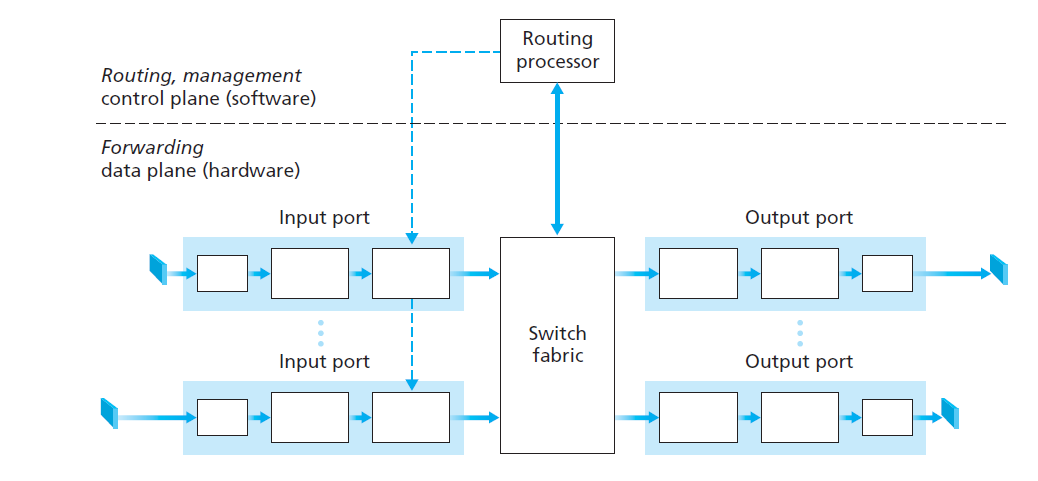 Routing
processor
Routing, management
control plane (software)
Forwarding
data plane (hardware)
Input port
Output port
Switch
fabric
Input port
Output port